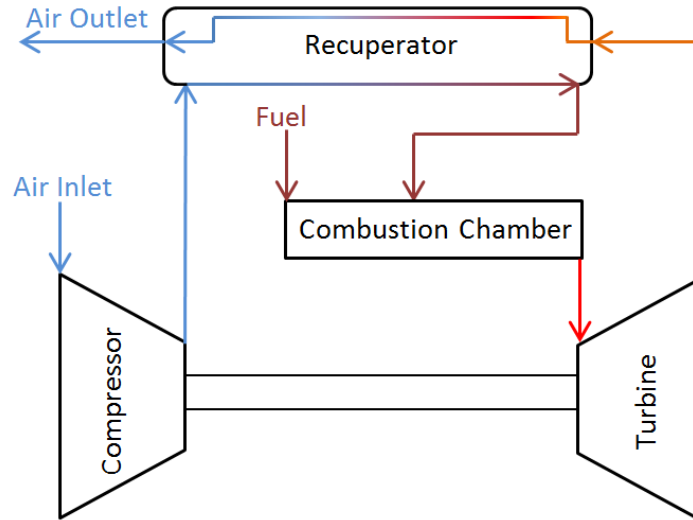 Air Outlet
Recuperator
Fuel
Air Inlet
Combustion Chamber
Compressor
Turbine